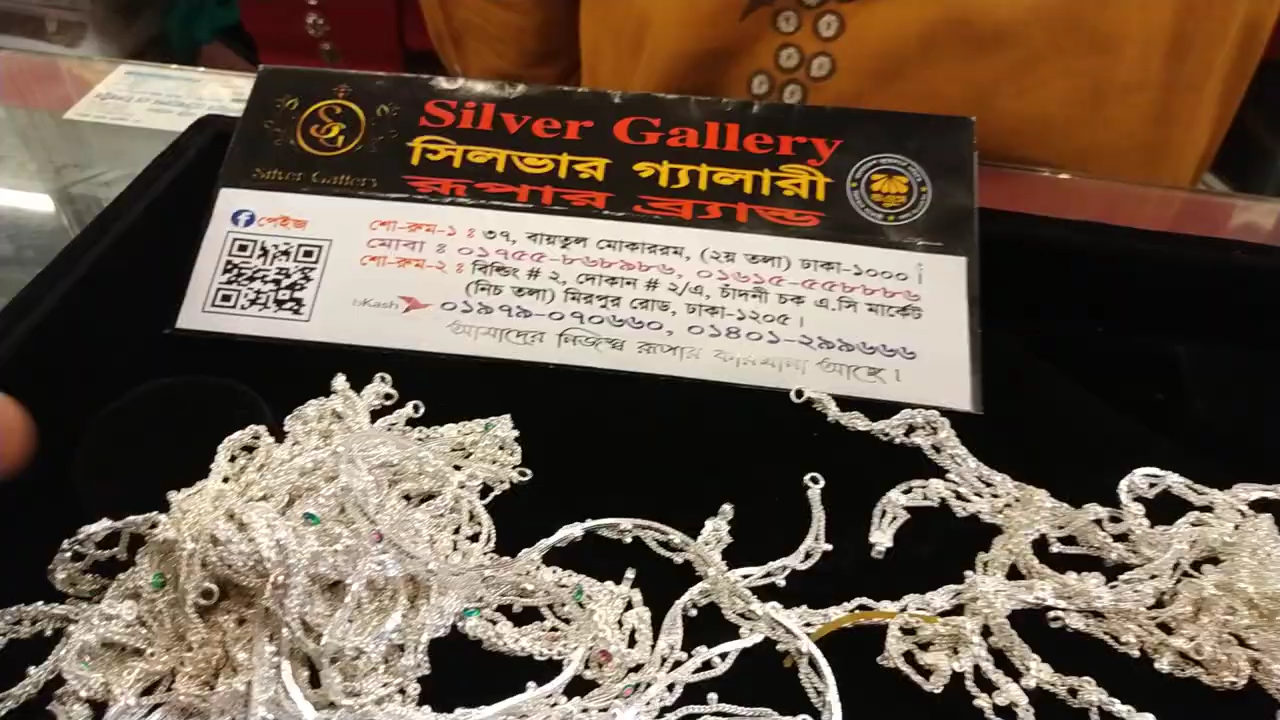 Silver Gallery
সিলভার গ্যালারী
রূপার ব্র্যান্ড
Silver Gallery
পেইজ
শো-রুম-১ ঃ ৩৭, বায়তুল মোকাররম, (২য় তলা) ঢাকা-১০০০।
মোবা ঃ ০১৭৫৫-৮৬৮৯৮৬, ০১৬১৫-৫৫৮৮৮৬
শো-রুম-২ ঃ বিল্ডিং # ২, দোকান # ২/এ, চাঁদনী চক এ.সি মার্কেট
(নিচ তলা) মিরপুর রোড, ঢাকা-১২০৫।
bKash ০১৯৭৯-০৭০৬৬০, ০১৪০১-২৯৯৬৬৬
আমাদের নিজস্ব রূপার কারখানা আছে।